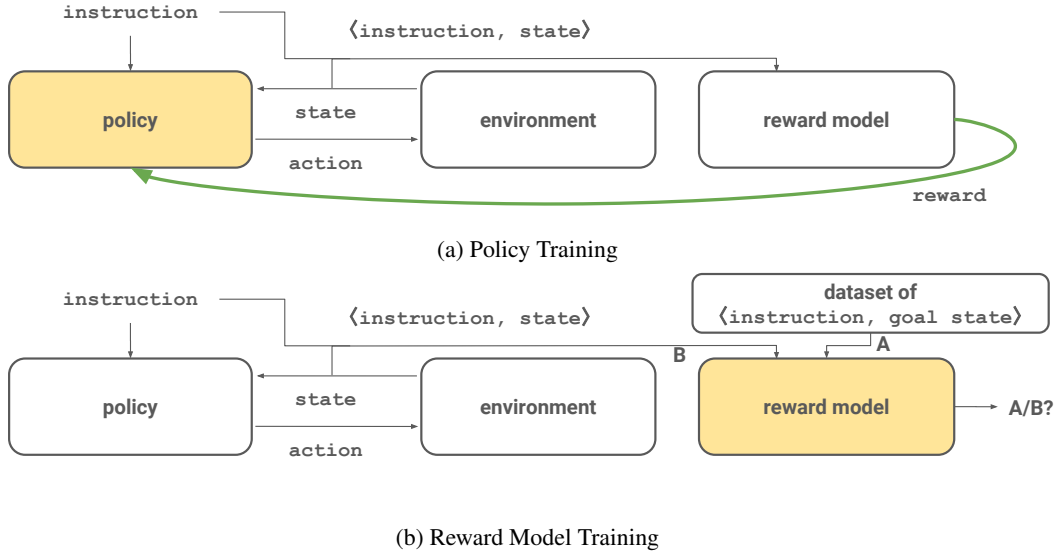 instruction
⟨instruction, state⟩
policy
state
action
environment
reward model
reward
(a) Policy Training
instruction
⟨instruction, state⟩
dataset of
⟨instruction, goal state⟩
B
A
policy
state
action
environment
reward model
A/B?
(b) Reward Model Training